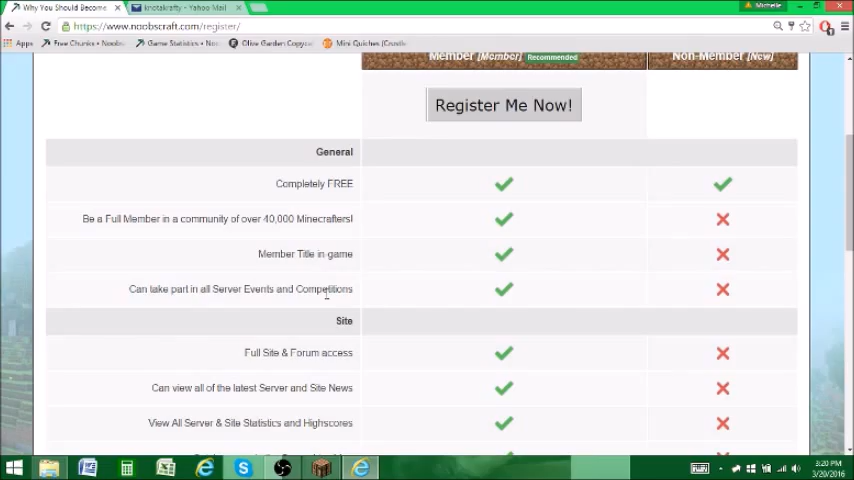 Why You Should Become
knotakrafty - Yahoo Mail
Michelle
https://www.noobscraft.org/register/
Apps
Free Chunks • Noobs
Game Statistics • Noob
Olive Garden Copycat
Mini Quiches (Crustle
Member [Member] Recommended
Non-Member [New]
Register Me Now!
General
Completely FREE
Be a Full Member in a community of over 40,000 Minecrafters!
Member Title in-game
Can take part in all Server Events and Competitions
Site
Full Site & Forum access
Can view all of the latest Server and Site News
View All Server & Site Statistics and Highscores
3:20 PM
3/20/2016